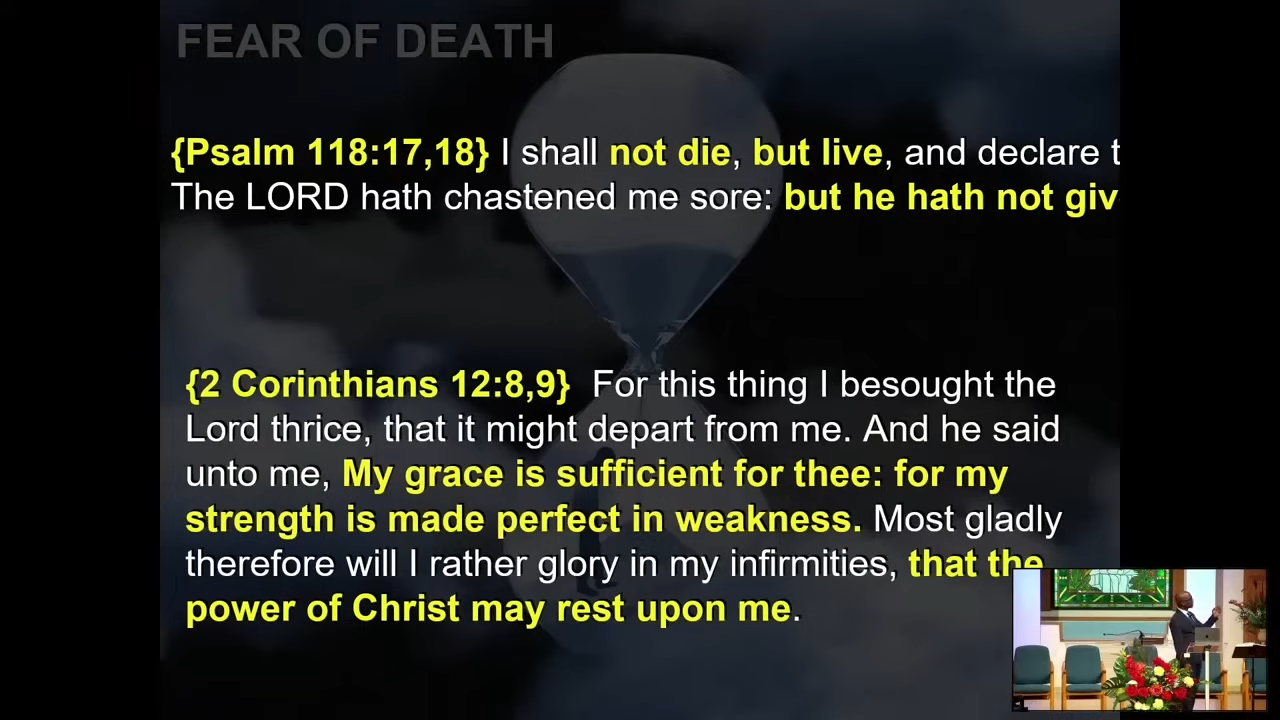 FEAR OF DEATH
{Psalm 118:17,18} I shall not die, but live, and declare t
The LORD hath chastened me sore: but he hath not giv
{2 Corinthians 12:8,9} For this thing I besought the
Lord thrice, that it might depart from me. And he said
unto me, My grace is sufficient for thee: for my
strength is made perfect in weakness. Most gladly
therefore will I rather glory in my infirmities, that the
power of Christ may rest upon me.